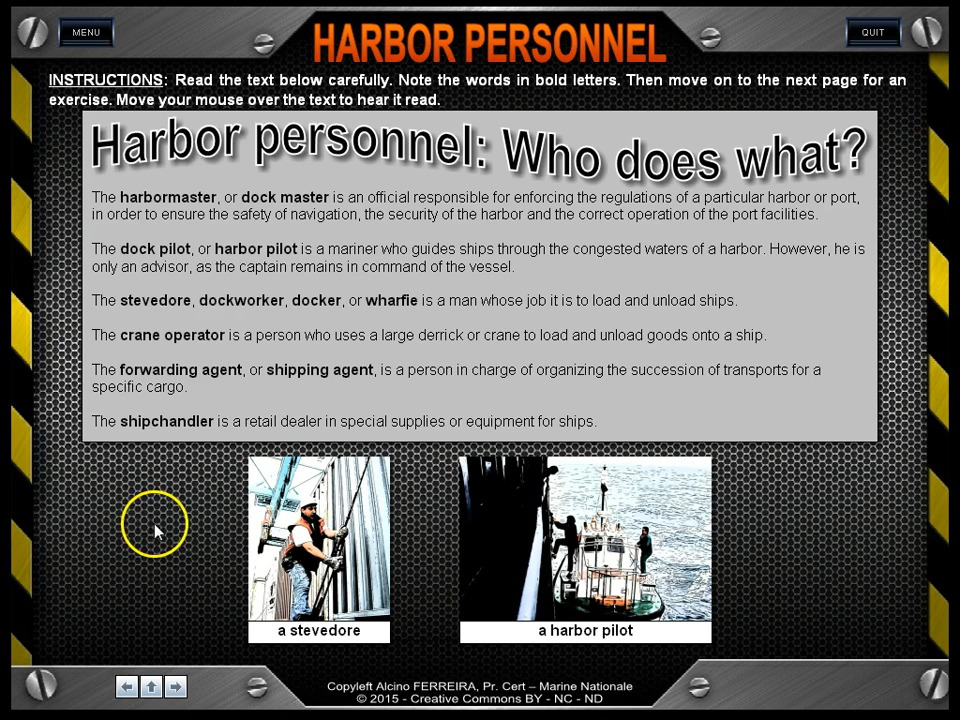 MENU
HARBOR PERSONNEL
QUIT
INSTRUCTIONS: Read the text below carefully. Note the words in bold letters. Then move on to the next page for an
exercise. Move your mouse over the text to hear it read.
Harbor personnel: Who does what?
The harbormaster, or dock master is an official responsible for enforcing the regulations of a particular harbor or port,
in order to ensure the safety of navigation, the security of the harbor and the correct operation of the port facilities.
The dock pilot, or harbor pilot is a mariner who guides ships through the congested waters of a harbor. However, he is
only an advisor, as the captain remains in command of the vessel.
The stevedore, dockworker, docker, or wharfie is a man whose job it is to load and unload ships.
The crane operator is a person who uses a large derrick or crane to load and unload goods onto a ship.
The forwarding agent, or shipping agent, is a person in charge of organizing the succession of transports for a
specific cargo.
The shipchandler is a retail dealer in special supplies or equipment for ships.
a stevedore
a harbor pilot
Copyleft Alcino FERREIRA, Pr. Cert – Marine Nationale
© 2015 - Creative Commons BY - NC - ND